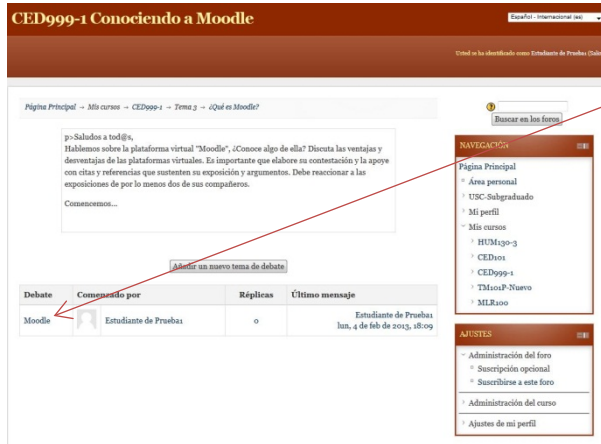 CED999-1 Conociendo a Moodle
Español - Internacional (es)
Usted se ha identificado como Estudiante de Prueba1 (Sali
Página Principal → Mis cursos → CED999-1 → Tema 3 → ¿Qué es Moodle?
Buscar en los foros
p>Saludos a tod@s,
Hablemos sobre la plataforma virtual "Moodle", ¿Conoce algo de ella? Discuta las ventajas y
desventajas de las plataformas virtuales. Es importante que elabore su contestación y la apoye
con citas y referencias que sustenten su exposición y argumentos. Debe reaccionar a las
exposiciones de por lo menos dos de sus compañeros.
Comencemos...
Añadir un nuevo tema de debate
Debate Comenzado por Réplicas Último mensaje
Moodle Estudiante de Prueba1 0 Estudiante de Prueba1
lun, 4 de feb de 2013, 18:09
NAVEGACIÓN
Página Principal
Área personal
USC-Subgraduado
Mi perfil
Mis cursos
HUM130-3
CED101
CED999-1
TM101P-Nuevo
MLR100
AJUSTES
Administración del foro
Suscripción opcional
Suscribirse a este foro
Administración del curso
Ajustes de mi perfil